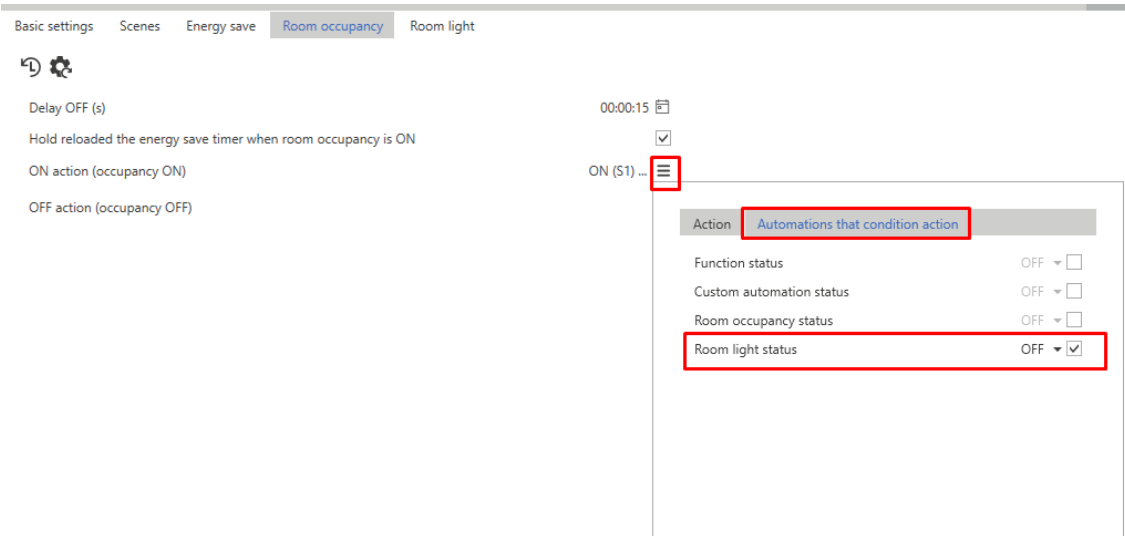 Basic settings Scenes Energy save Room occupancy Room light
Delay OFF (s) 00:00:15
Hold reloaded the energy save timer when room occupancy is ON
ON action (occupancy ON) ON (S1) ...
OFF action (occupancy OFF)
Action Automations that condition action
Function status OFF
Custom automation status OFF
Room occupancy status OFF
Room light status OFF